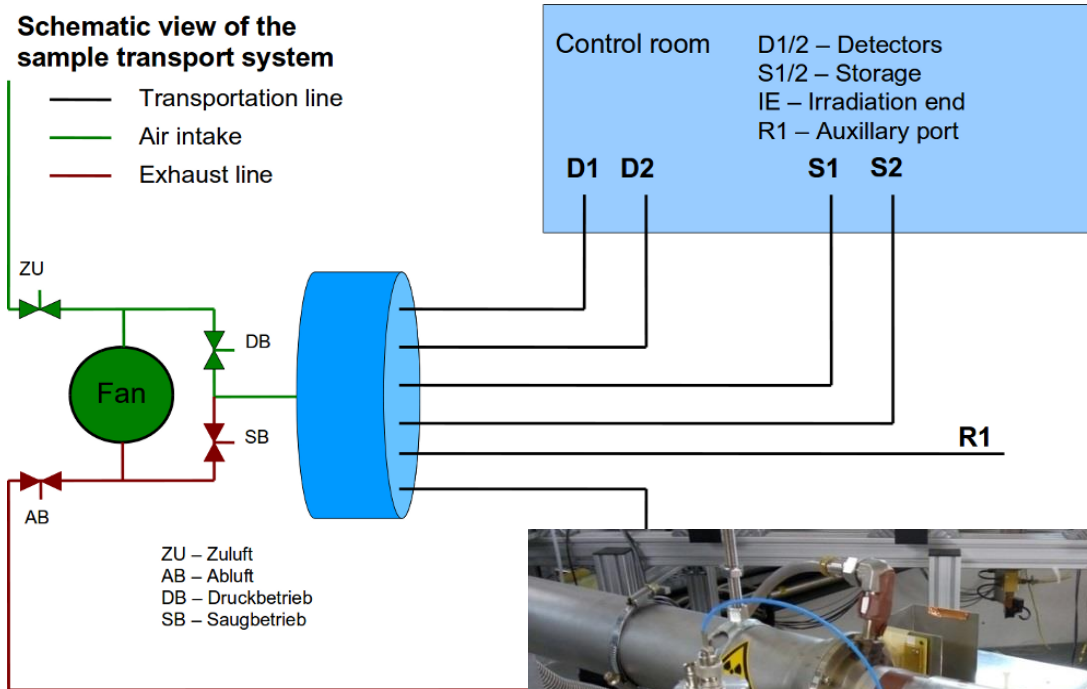 Schematic view of the
sample transport system
Transportation line
Air intake
Exhaust line
Control room
D1/2 – Detectors
S1/2 – Storage
IE – Irradiation end
R1 – Auxillary port
D1 D2 S1 S2
ZU
DB
Fan
SB
R1
AB
ZU – Zuluft
AB – Abluft
DB – Druckbetrieb
SB – Saugbetrieb